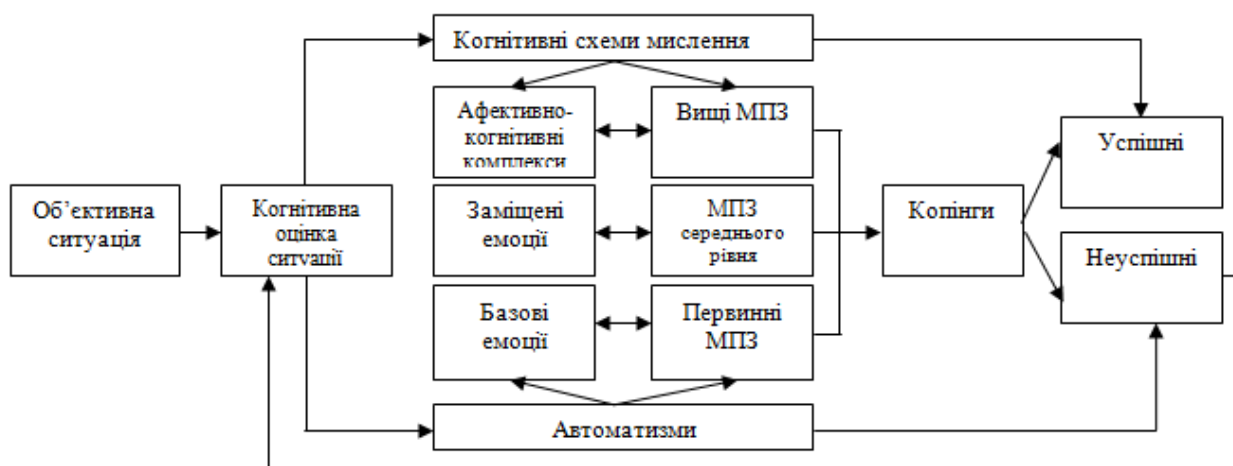 Когнітивні схеми мислення
Афективно-
когнітивні
комплекси
Вищі МПЗ
Успішні
Об’єктивна
ситуація
Когнітивна
оцінка
ситуації
Заміщені
емоції
МПЗ
середнього
рівня
Копінги
Неуспішні
Базові
емоції
Первинні
МПЗ
Автоматизми